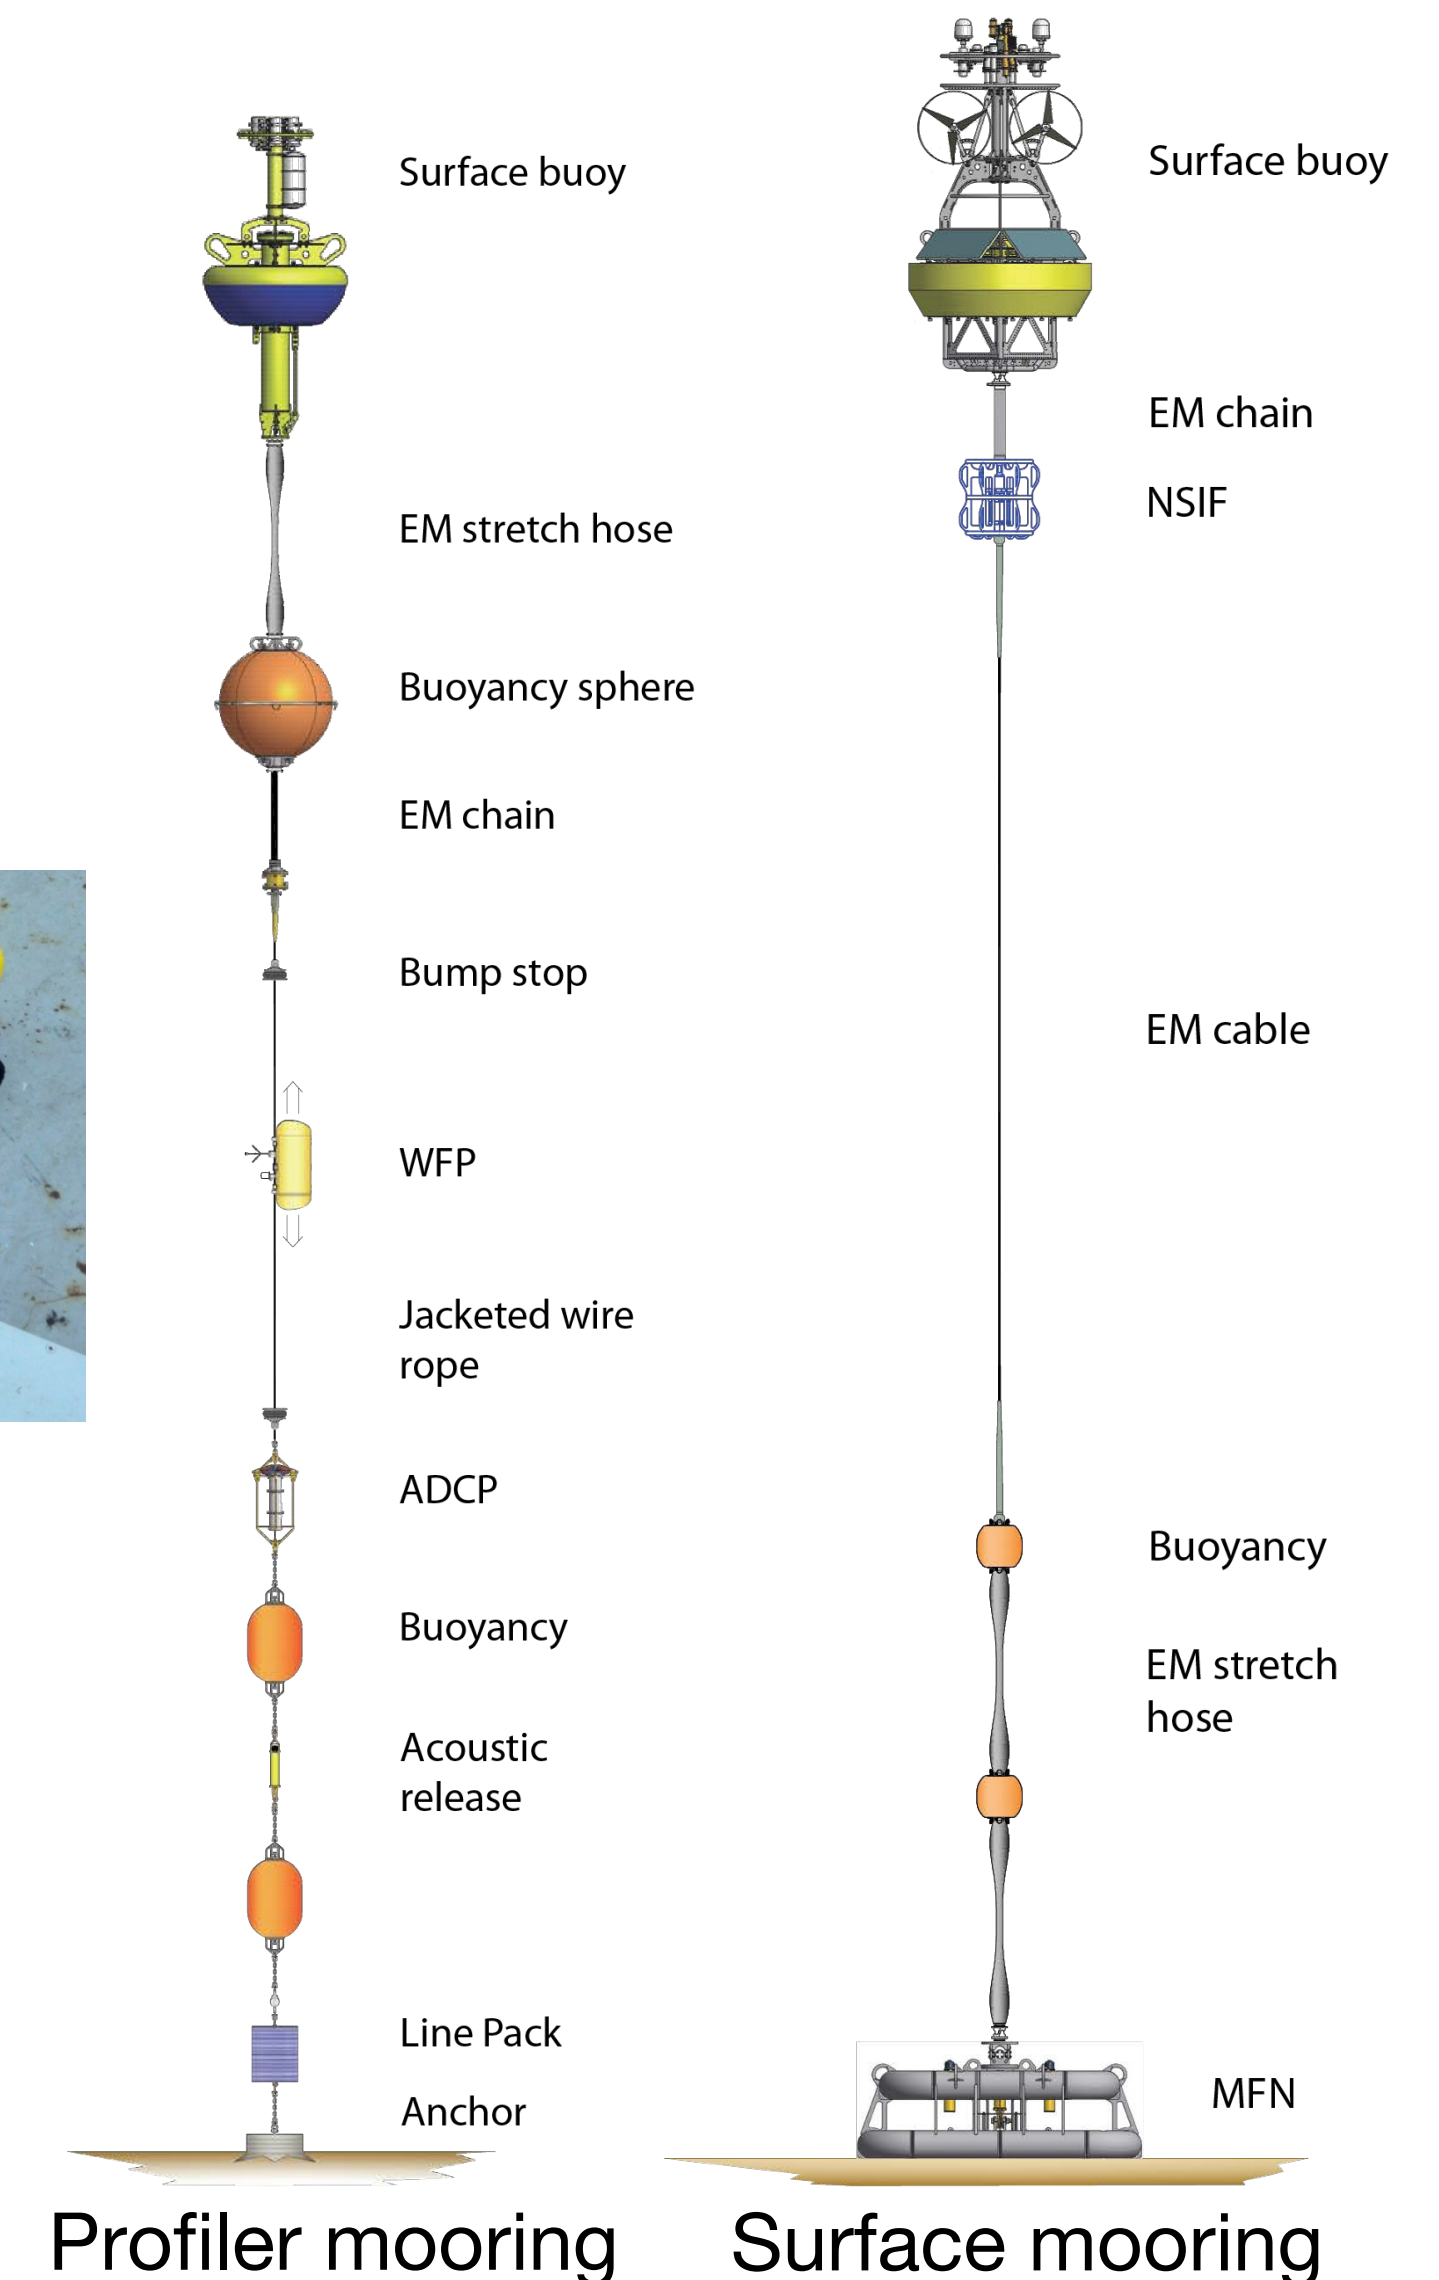 Surface buoy
EM stretch hose
Buoyancy sphere
EM chain
Bump stop
WFP
Jacketed wire
rope
ADCP
Buoyancy
Acoustic
release
Line Pack
Anchor
Profiler mooring
Surface buoy
EM chain
NSIF
EM cable
Buoyancy
EM stretch
hose
MFN
Surface mooring